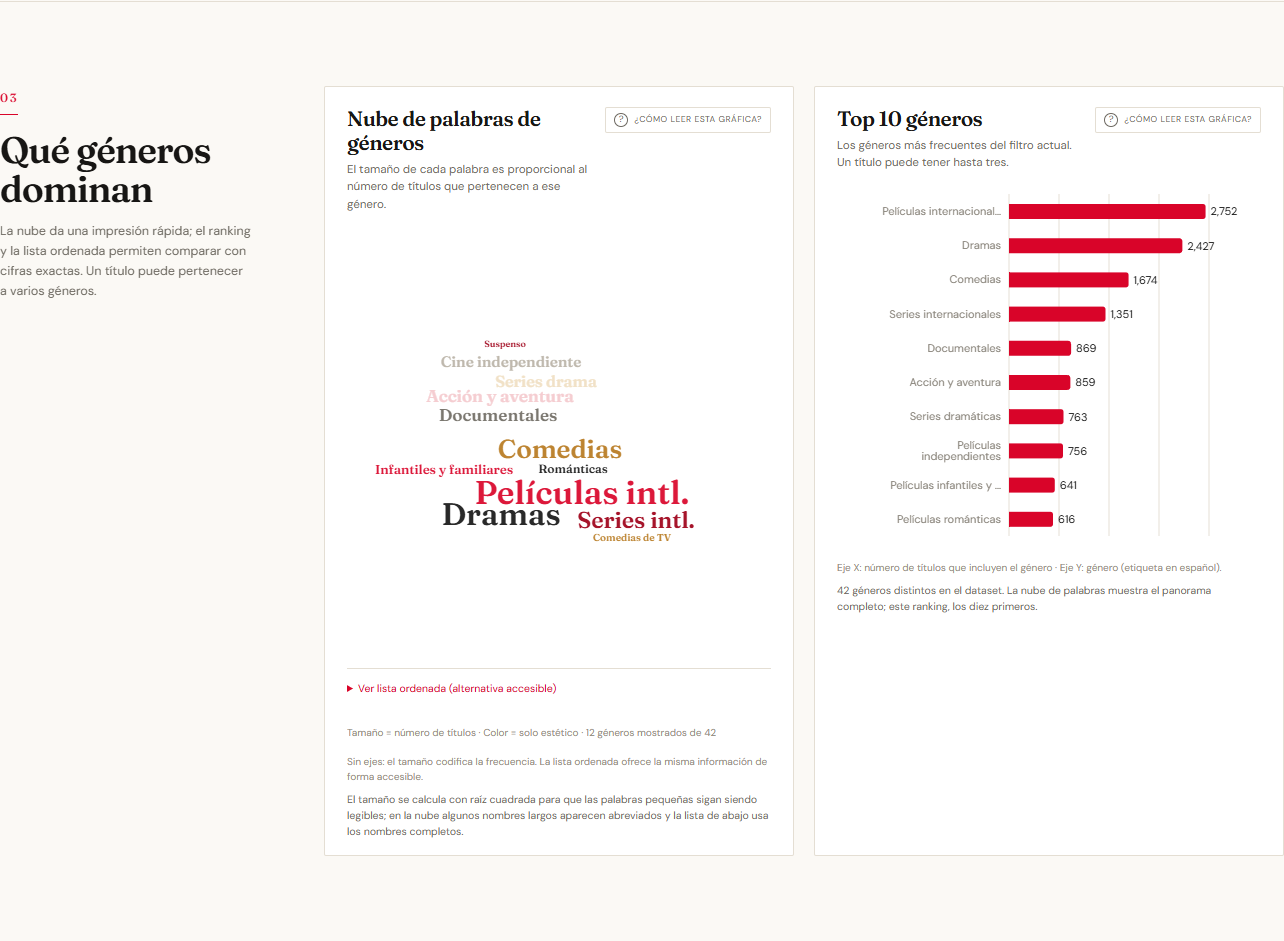 03
Qué géneros
dominan
La nube da una impresión rápida; el ranking
y la lista ordenada permiten comparar con
cifras exactas. Un título puede pertenecer
a varios géneros.
Nube de palabras de
géneros
? ¿CÓMO LEER ESTA GRÁFICA?
El tamaño de cada palabra es proporcional al
número de títulos que pertenecen a ese
género.
Suspenso
Cine independiente
Series drama
Acción y aventura
Documentales
Comedias
Infantiles y familiares
Románticas
Películas intl.
Dramas
Series intl.
Comedias de TV
▶ Ver lista ordenada (alternativa accesible)
Tamaño = número de títulos · Color = solo estético · 12 géneros mostrados de 42
Sin ejes: el tamaño codifica la frecuencia. La lista ordenada ofrece la misma información de
forma accesible.
El tamaño se calcula con raíz cuadrada para que las palabras pequeñas sigan siendo
legibles; en la nube algunos nombres largos aparecen abreviados y la lista de abajo usa
los nombres completos.
Top 10 géneros
? ¿CÓMO LEER ESTA GRÁFICA?
Los géneros más frecuentes del filtro actual.
Un título puede tener hasta tres.
Películas internacional... 2,752
Dramas 2,427
Comedias 1,674
Series internacionales 1,351
Documentales 869
Acción y aventura 859
Series dramáticas 763
Películas
independientes 756
Películas infantiles y ... 641
Películas románticas 616
Eje X: número de títulos que incluyen el género · Eje Y: género (etiqueta en español).
42 géneros distintos en el dataset. La nube de palabras muestra el panorama
completo; este ranking, los diez primeros.